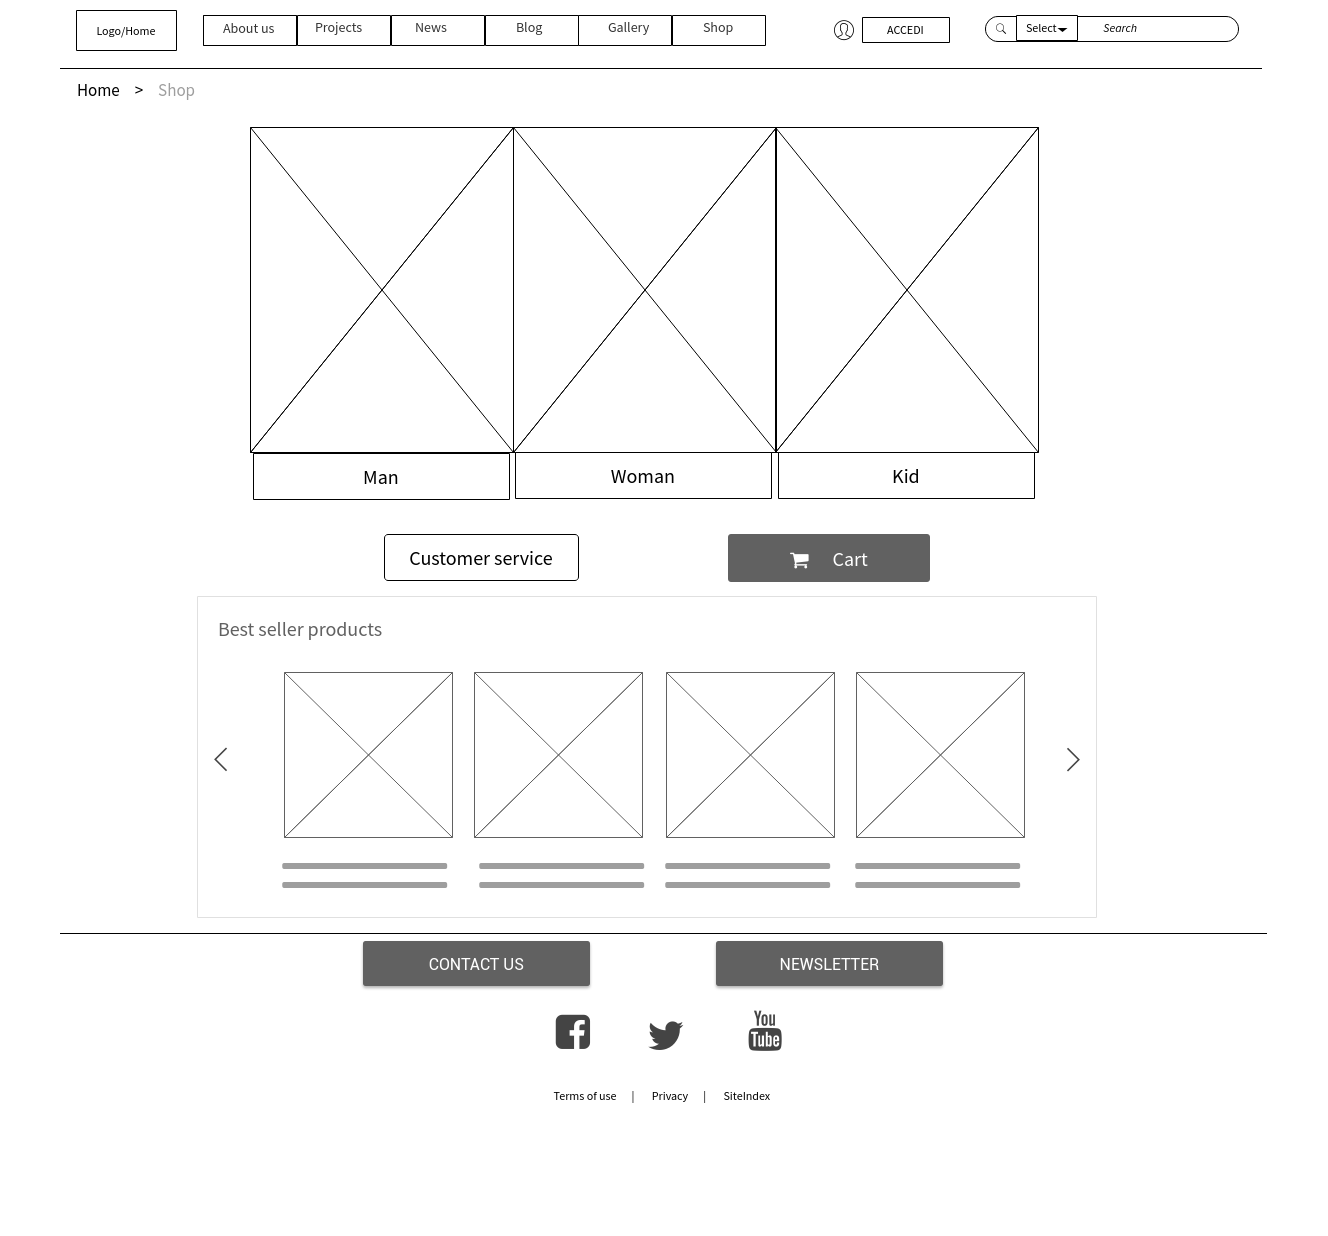 Logo/Home
About us
Projects
News
Blog
Gallery
Shop
ACCEDI
Select
Search
Home > Shop
Man
Woman
Kid
Customer service
Cart
Best seller products
CONTACT US
NEWSLETTER
You
Tube
Terms of use | Privacy | SiteIndex